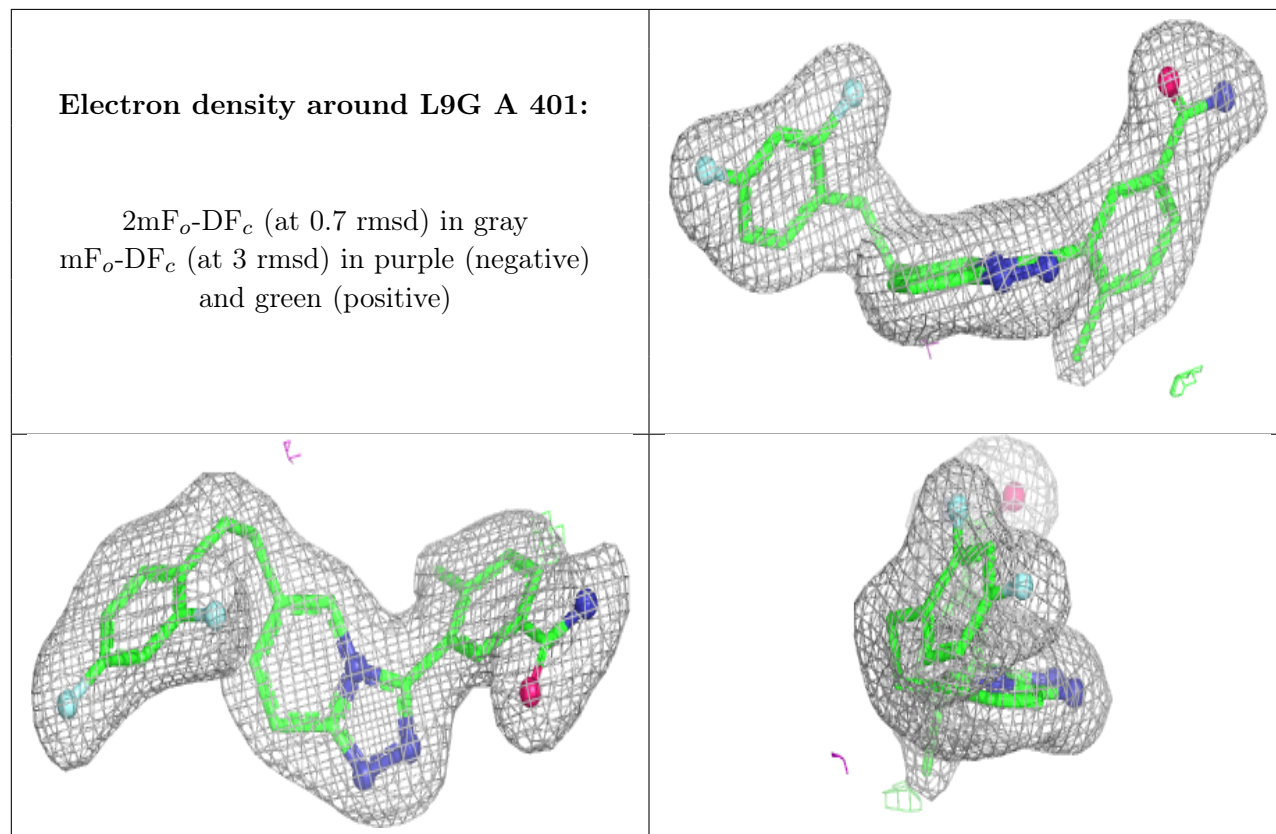 Electron density around L9G A 401:
2mFₒ-DF𝒸 (at 0.7 rmsd) in gray
mFₒ-DF𝒸 (at 3 rmsd) in purple (negative)
and green (positive)